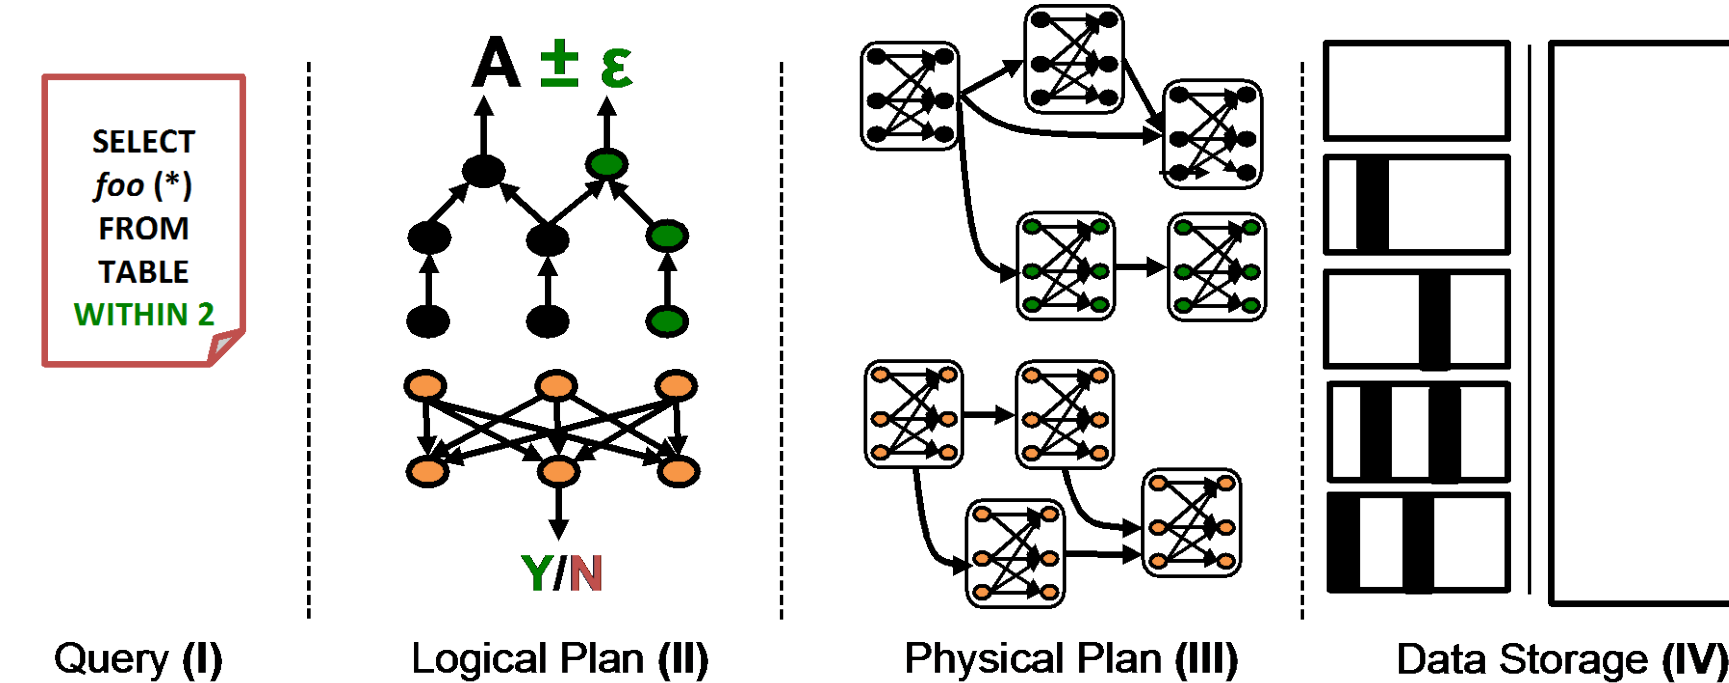 SELECT
foo (*)
FROM
TABLE
WITHIN 2
A ± ε
Y/N
Query (I)
Logical Plan (II)
Physical Plan (III)
Data Storage (IV)